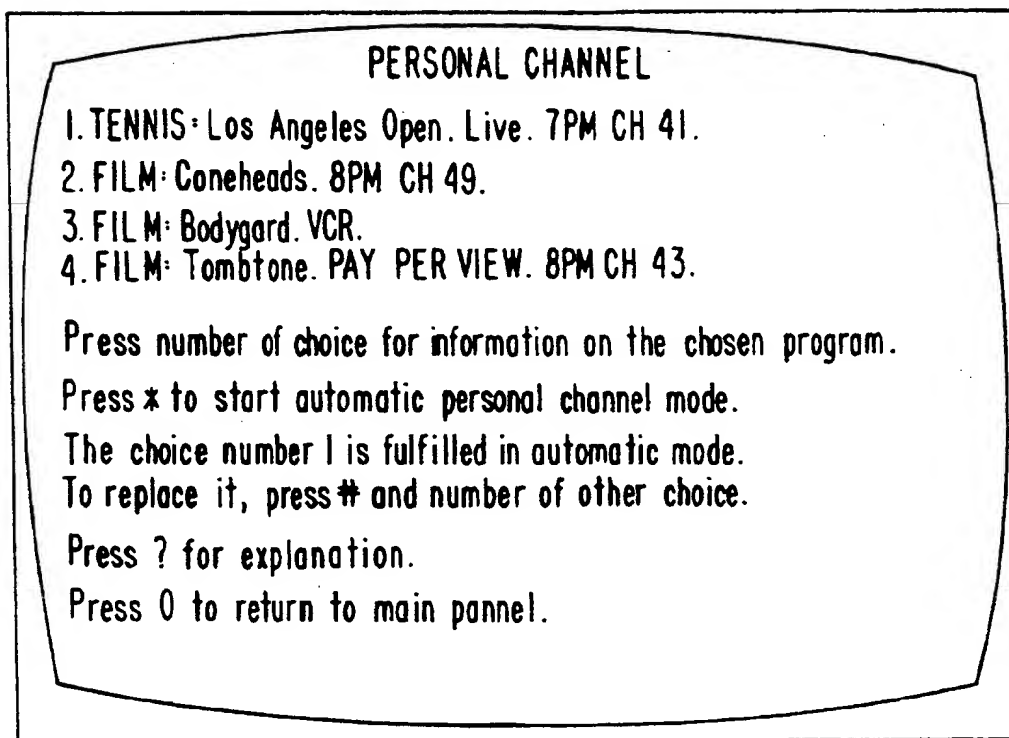 PERSONAL CHANNEL
1. TENNIS: Los Angeles Open. Live. 7PM CH 41.
2. FILM: Coneheads. 8PM CH 49.
3. FILM: Bodygard. VCR.
4. FILM: Tombtone. PAY PER VIEW. 8PM CH 43.
Press number of choice for information on the chosen program.
Press * to start automatic personal channel mode.
The choice number 1 is fulfilled in automatic mode.
To replace it, press # and number of other choice.
Press ? for explanation.
Press 0 to return to main pannel.